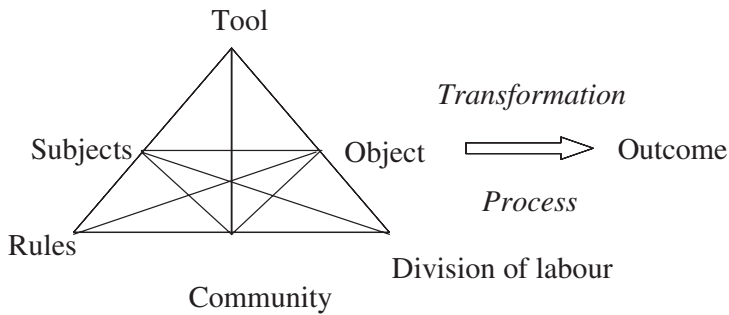 Tool
Transformation
Subjects
Object
Outcome
Process
Rules
Division of labour
Community